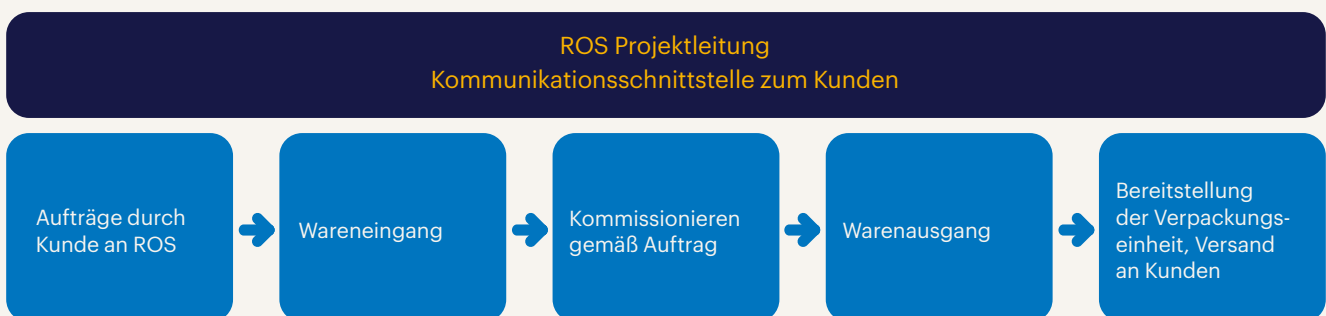 ROS Projektleitung
Kommunikationsschnittstelle zum Kunden
Aufträge durch
Kunde an ROS
Wareneingang
Kommissionieren
gemäß Auftrag
Warenausgang
Bereitstellung
der Verpackungs-
einheit, Versand
an Kunden